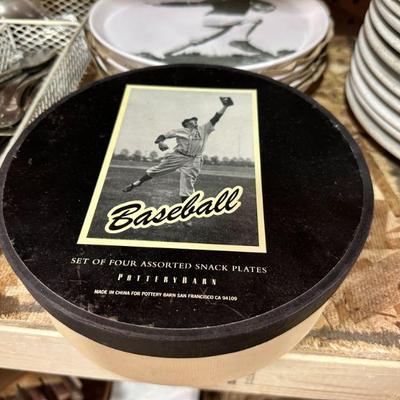 Baseball
SET OF FOUR ASSORTED SNACK PLATES
POTTERY BARN
MADE IN CHINA FOR POTTERY BARN SAN FRANCISCO CA 94109